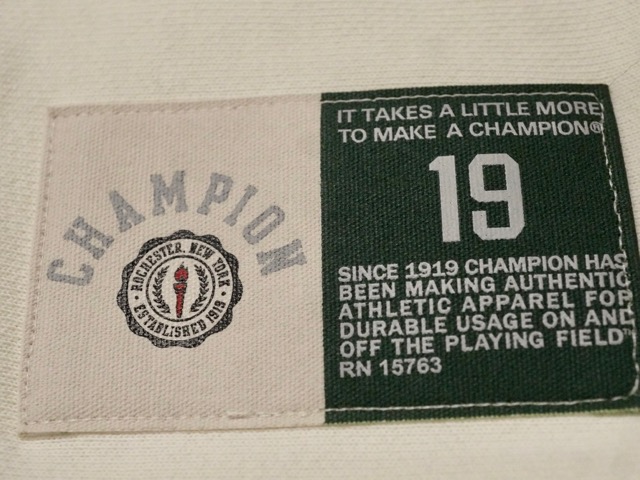 CHAMPION
ROCHESTER, NEW YORK
ESTABLISHED 1919
IT TAKES A LITTLE MORE
TO MAKE A CHAMPION®
19
SINCE 1919 CHAMPION HAS
BEEN MAKING AUTHENTIC
ATHLETIC APPAREL FOR
DURABLE USAGE ON AND
OFF THE PLAYING FIELD™
RN 15763